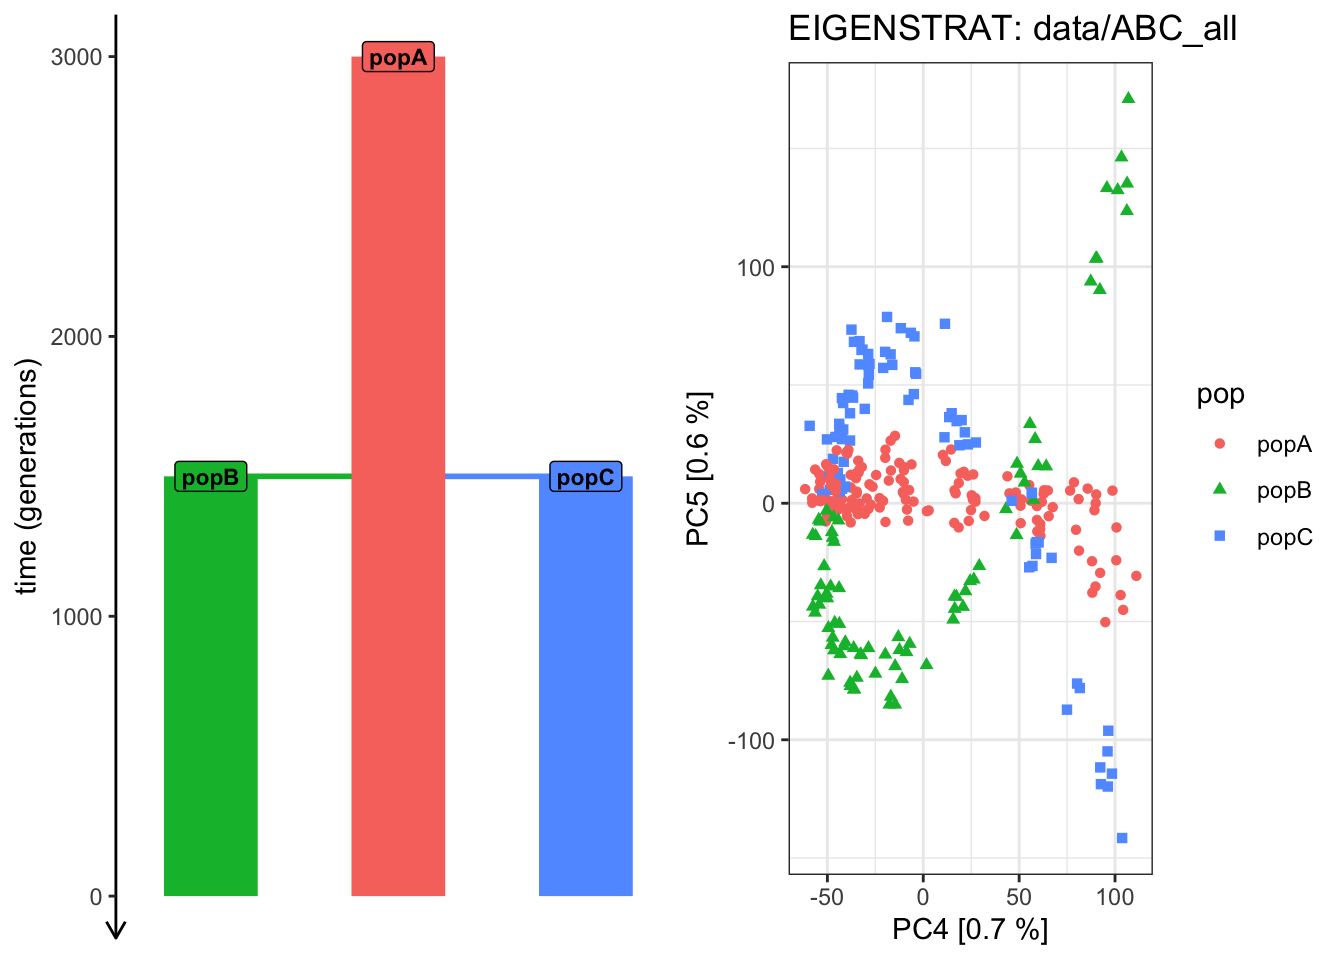 time (generations)
3000
2000
1000
0
popA
popB
popC
EIGENSTRAT: data/ABC_all
PC5 [0.6 %]
100
0
-100
-50
0
50
100
PC4 [0.7 %]
pop
popA
popB
popC